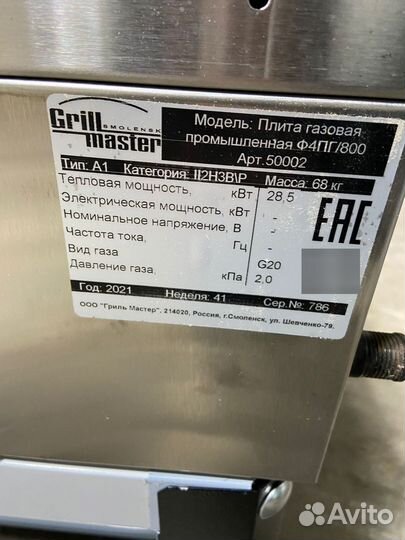 Grill
SMOLENSK
master
Модель: Плита газовая
промышленная Ф4ПГ/800
Арт.50002
Тип: А1 Категория: II2H3B\P Масса: 68 кг
Тепловая мощность, кВт 28,5
Электрическая мощность, кВт -
Номинальное напряжение, В -
Частота тока, Гц -
Вид газа G20
Давление газа, кПа 2,0
EAC
Год: 2021 Неделя: 41 Сер.№: 786
ООО "Гриль Мастер", 214020, Россия, г.Смоленск, ул. Шевченко-79.
Avito